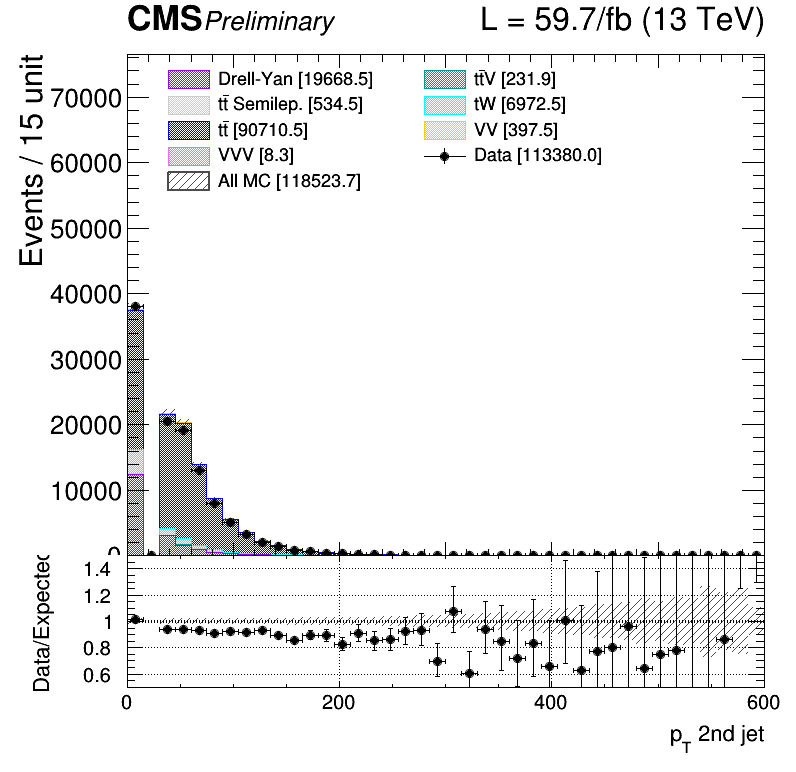 CMS Preliminary L = 59.7/fb (13 TeV)
Events / 15 unit
70000
60000
50000
40000
30000
20000
10000
0
Drell-Yan [19668.5]
tt̄ Semilep. [534.5]
tt̄ [90710.5]
VVV [8.3]
All MC [118523.7]
tt̄V [231.9]
tW [6972.5]
VV [397.5]
Data [113380.0]
Data/Expected
1.4
1.2
1
0.8
0.6
0 200 400 600
p_T 2nd jet